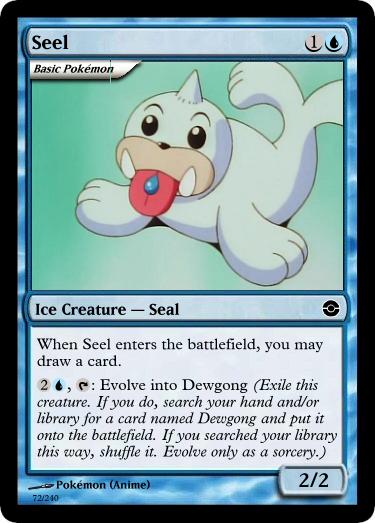 Seel 1
Basic Pokémon
Ice Creature — Seal
When Seel enters the battlefield, you may
draw a card.
2, : Evolve into Dewgong (Exile this
creature. If you do, search your hand and/or
library for a card named Dewgong and put it
onto the battlefield. If you searched your library
this way, shuffle it. Evolve only as a sorcery.)
2/2
Pokémon (Anime)
72/240